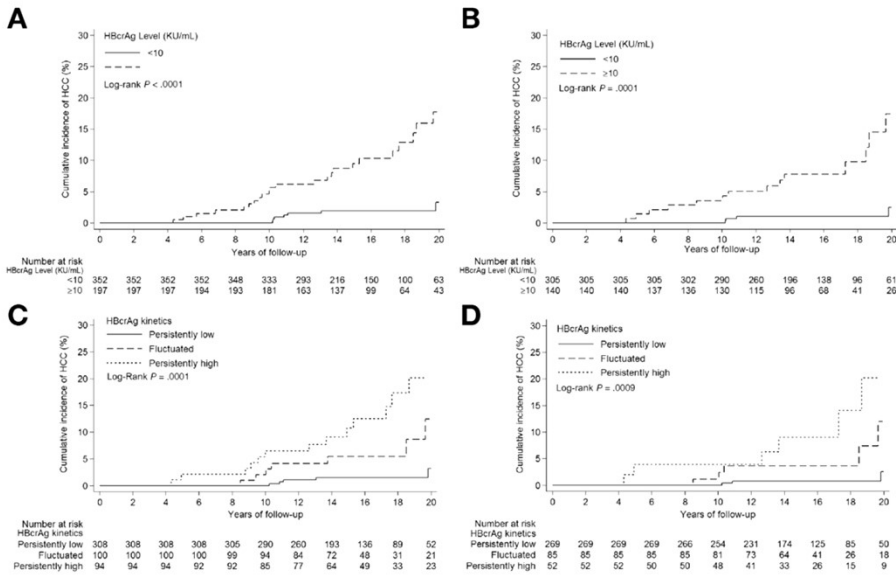 A
HBcrAg Level (KU/mL)
<10
Log-rank P < .0001
Cumulative incidence of HCC (%)
30
25
20
15
10
5
0
0 2 4 6 8 10 12 14 16 18 20
Years of follow-up
Number at risk
HBcrAg Level (KU/mL)
<10 352 352 352 352 348 333 293 216 150 100 63
≥10 197 197 197 194 193 181 163 137 99 64 43
B
HBcrAg Level (KU/mL)
<10
≥10
Log-rank P = .0001
Cumulative incidence of HCC (%)
30
25
20
15
10
5
0
0 2 4 6 8 10 12 14 16 18 20
Years of follow-up
Number at risk
HBcrAg Level (KU/mL)
<10 305 305 305 305 302 290 260 196 138 96 61
≥10 140 140 140 137 136 130 115 96 68 41 26
C
HBcrAg kinetics
Persistently low
Fluctuated
Persistently high
Log-Rank P = .0001
Cumulative incidence of HCC (%)
30
25
20
15
10
5
0
0 2 4 6 8 10 12 14 16 18 20
Years of follow-up
Number at risk
HBcrAg kinetics
Persistently low 308 308 308 308 305 290 260 193 136 89 52
Fluctuated 100 100 100 100 99 94 84 72 48 31 21
Persistently high 94 94 94 92 92 85 77 64 49 33 23
D
HBcrAg kinetics
Persistently low
Fluctuated
Persistently high
Log-rank P = .0009
Cumulative incidence of HCC (%)
30
25
20
15
10
5
0
0 2 4 6 8 10 12 14 16 18 20
Years of follow-up
Number at risk
HBcrAg kinetics
Persistently low 269 269 269 269 266 254 231 174 125 85 50
Fluctuated 85 85 85 85 85 81 73 64 41 26 18
Persistently high 52 52 52 50 50 48 41 33 26 15 9